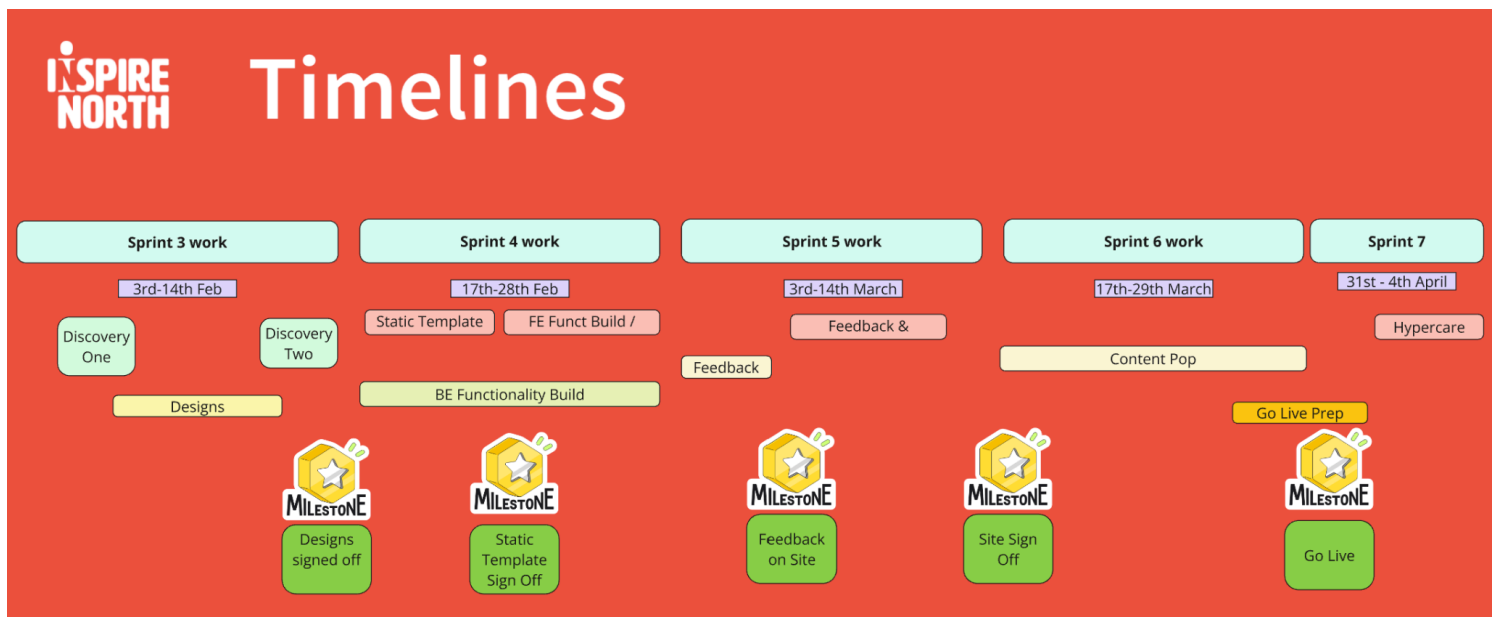 INSPIRE
NORTH
Timelines
Sprint 3 work
Sprint 4 work
Sprint 5 work
Sprint 6 work
Sprint 7
3rd-14th Feb
17th-28th Feb
3rd-14th March
17th-29th March
31st - 4th April
Discovery
One
Discovery
Two
Static Template
FE Funct Build /
Feedback &
Hypercare
Feedback
Content Pop
Designs
BE Functionality Build
Go Live Prep
MILESTONE
MILESTONE
MILESTONE
MILESTONE
MILESTONE
Designs
signed off
Static
Template
Sign Off
Feedback
on Site
Site Sign
Off
Go Live